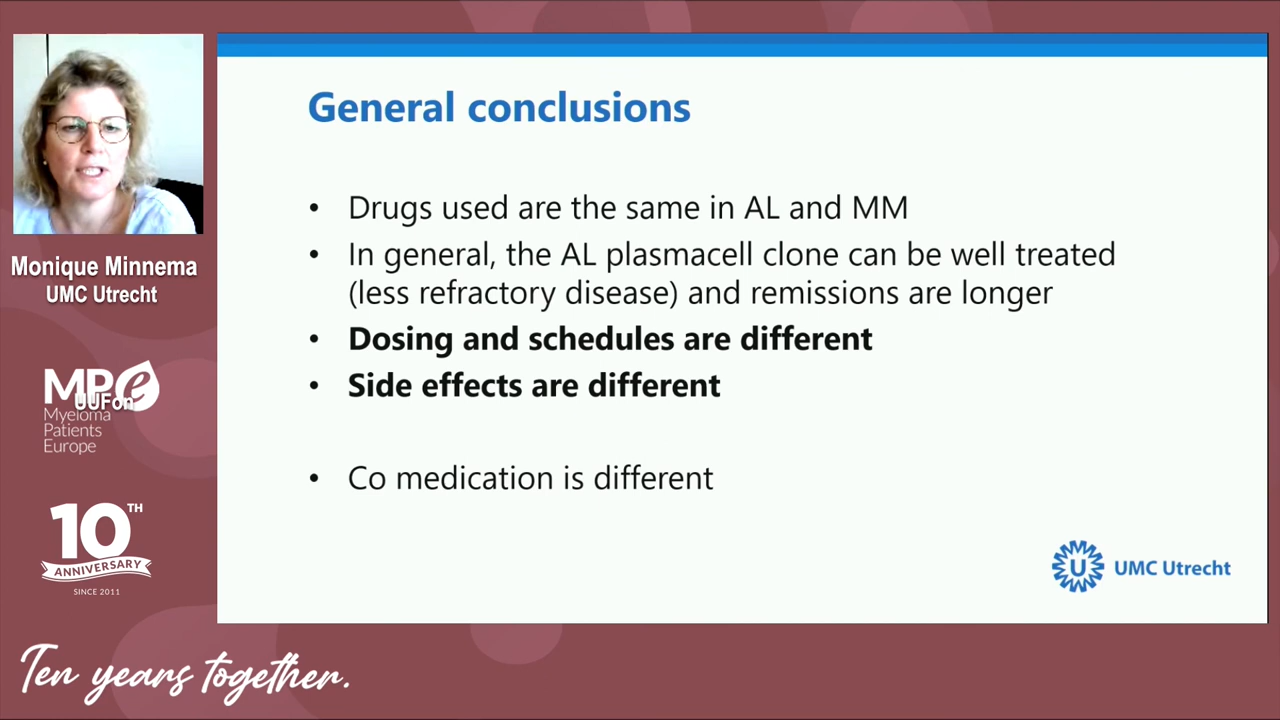 General conclusions
• Drugs used are the same in AL and MM
• In general, the AL plasmacell clone can be well treated
(less refractory disease) and remissions are longer
• Dosing and schedules are different
• Side effects are different
• Co medication is different
UMC Utrecht
Monique Minnema
UMC Utrecht
MPe
UUFon
Myeloma
Patients
Europe
10TH
ANNIVERSARY
SINCE 2011
Ten years together.